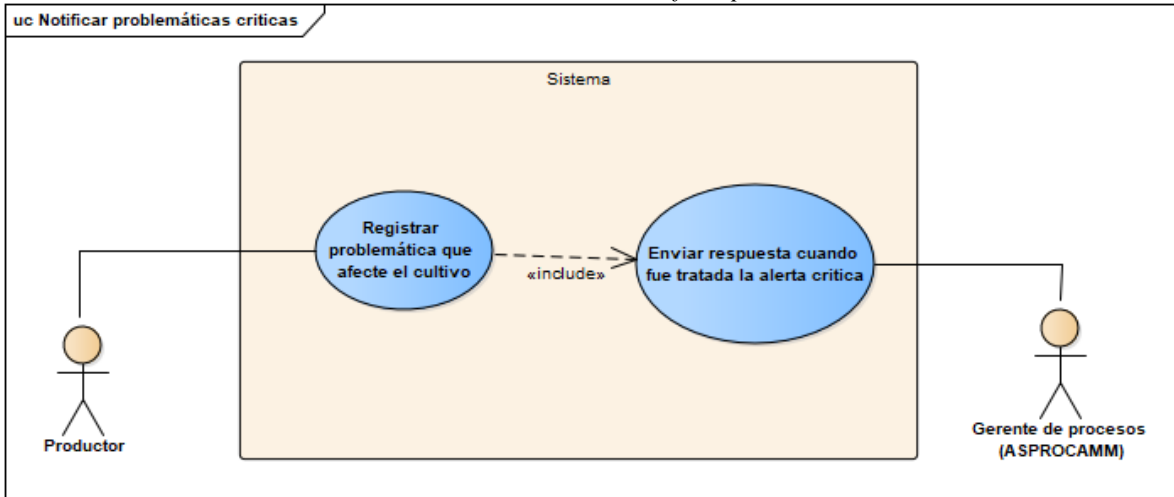 uc Notificar problemáticas criticas
Sistema
Registrar
problemática que
afecte el cultivo
«include»
Enviar respuesta cuando
fue tratada la alerta critica
Productor
Gerente de procesos
(ASPROCAMM)